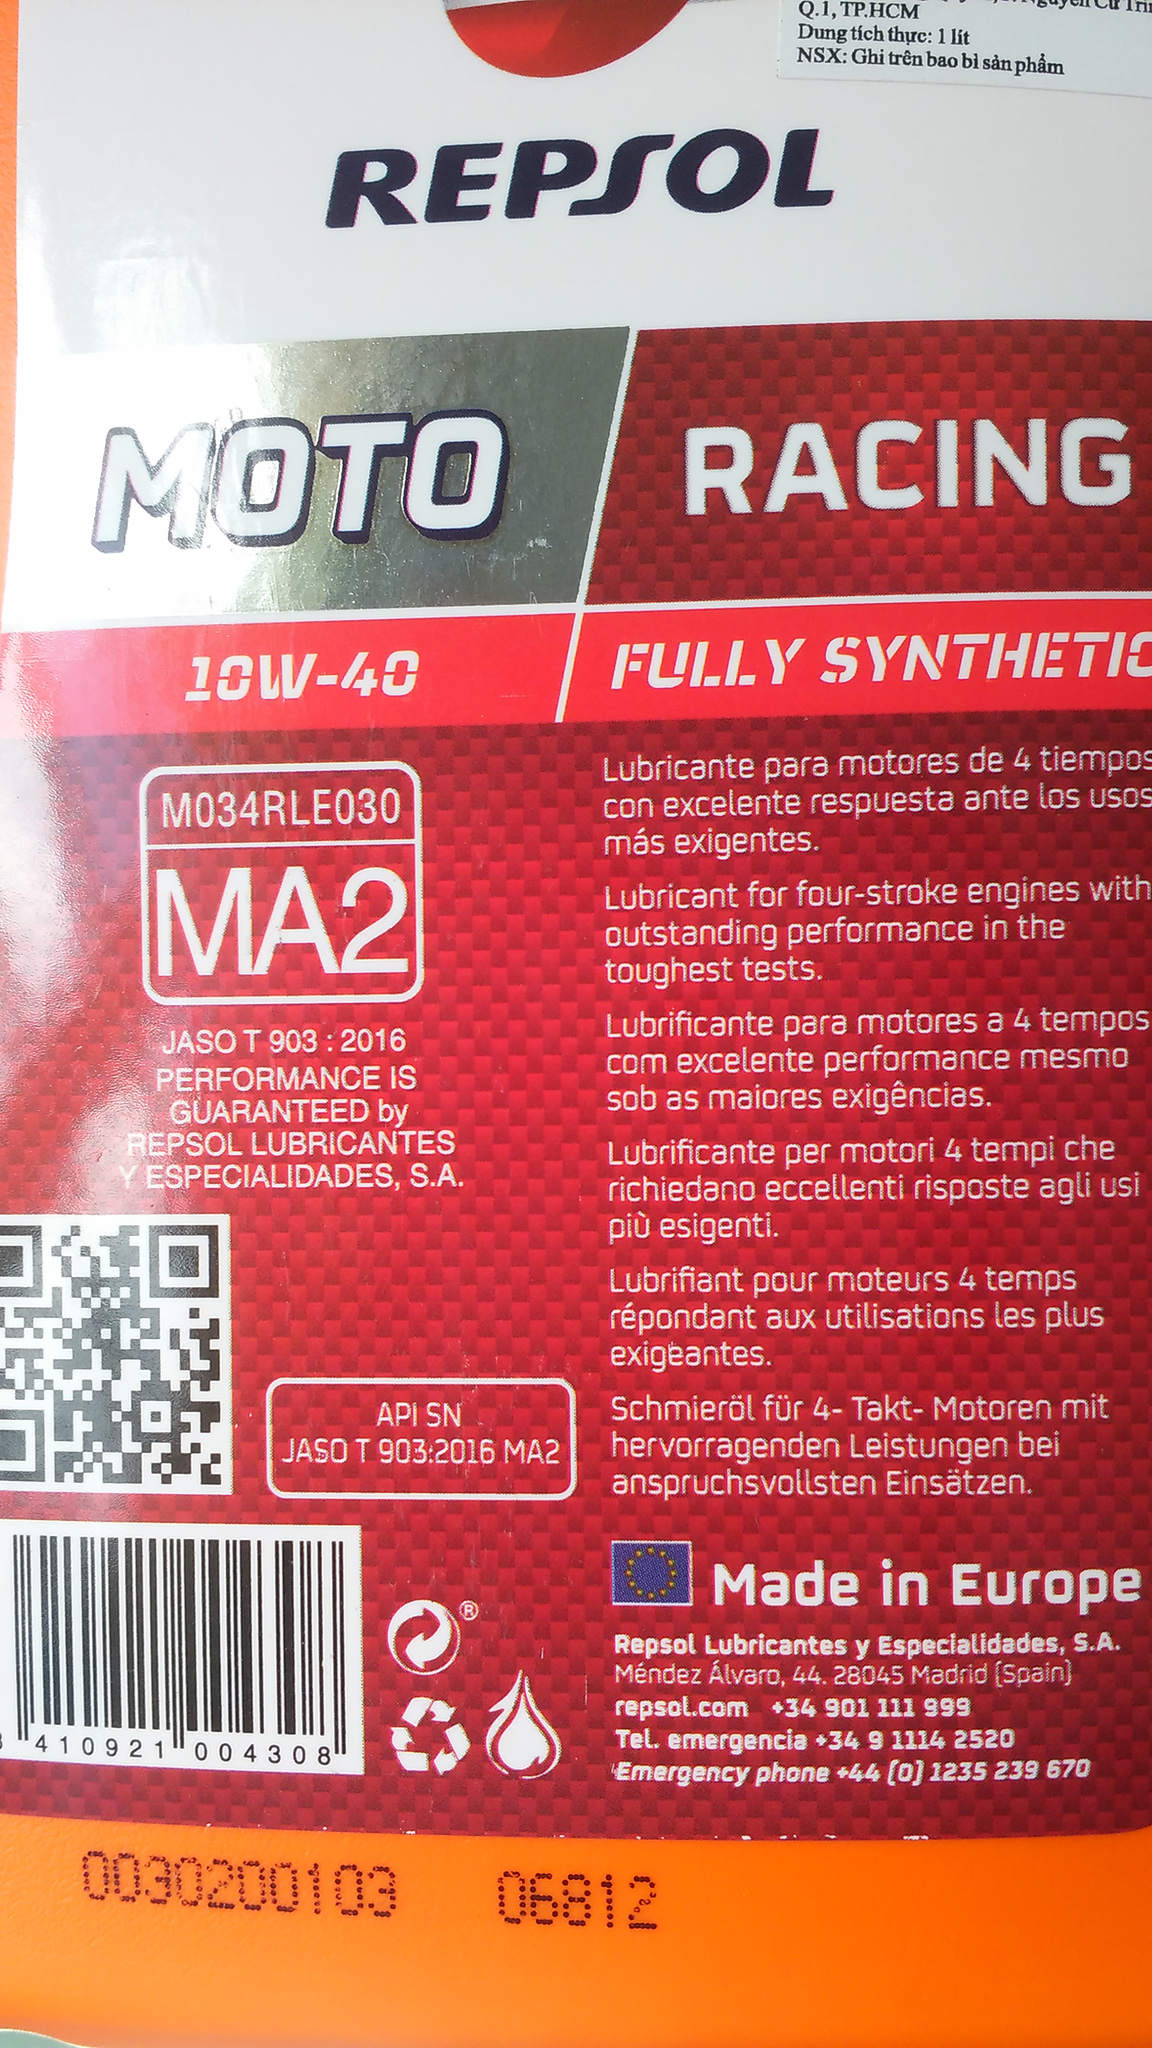 Nguyễn Cư Trin
Q.1, TP.HCM
Dung tích thực: 1 lít
NSX: Ghi trên bao bì sản phẩm
REPSOL
MOTO
RACING
10W-40
FULLY SYNTHETIC
M034RLE030
MA2
JASO T 903 : 2016
PERFORMANCE IS
GUARANTEED by
REPSOL LUBRICANTES
Y ESPECIALIDADES, S.A.
API SN
JASO T 903:2016 MA2
Lubricante para motores de 4 tiempos
con excelente respuesta ante los usos
más exigentes.
Lubricant for four-stroke engines with
outstanding performance in the
toughest tests.
Lubrificante para motores a 4 tempos
com excelente performance mesmo
sob as maiores exigências.
Lubrificante per motori 4 tempi che
richiedano eccellenti risposte agli usi
più esigenti.
Lubrifiant pour moteurs 4 temps
répondant aux utilisations les plus
exigeantes.
Schmieröl für 4- Takt- Motoren mit
hervorragenden Leistungen bei
anspruchsvollsten Einsätzen.
Made in Europe
Repsol Lubricantes y Especialidades, S.A.
Méndez Álvaro, 44. 28045 Madrid (Spain)
repsol.com +34 901 111 999
Tel. emergencia +34 9 1114 2520
Emergency phone +44 (0) 1235 239 670
®
410921 004308
0030200103 06812